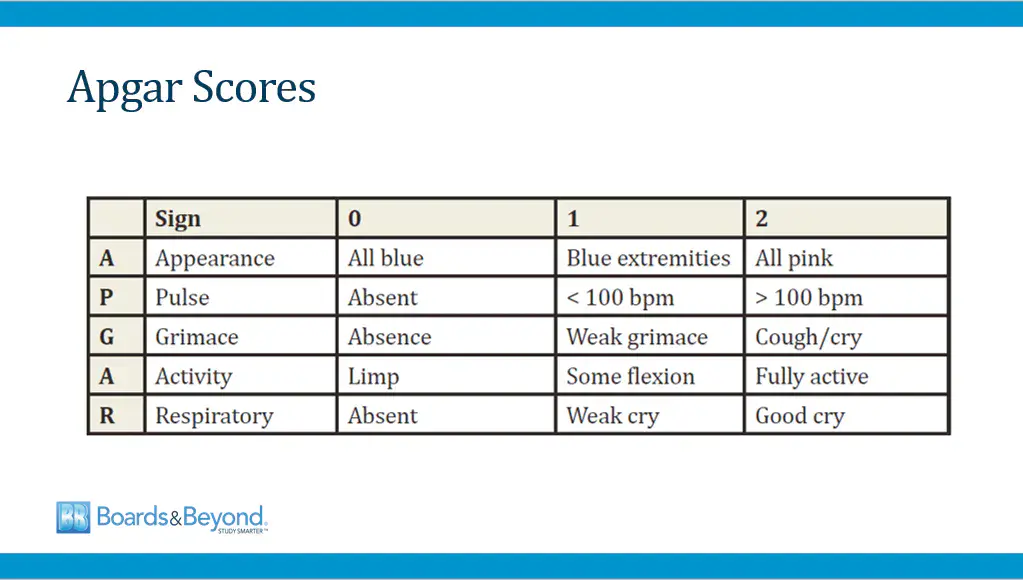 Apgar Scores
Sign 0 1 2
A Appearance All blue Blue extremities All pink
P Pulse Absent < 100 bpm > 100 bpm
G Grimace Absence Weak grimace Cough/cry
A Activity Limp Some flexion Fully active
R Respiratory Absent Weak cry Good cry
BB Boards&Beyond®
STUDY SMARTER™